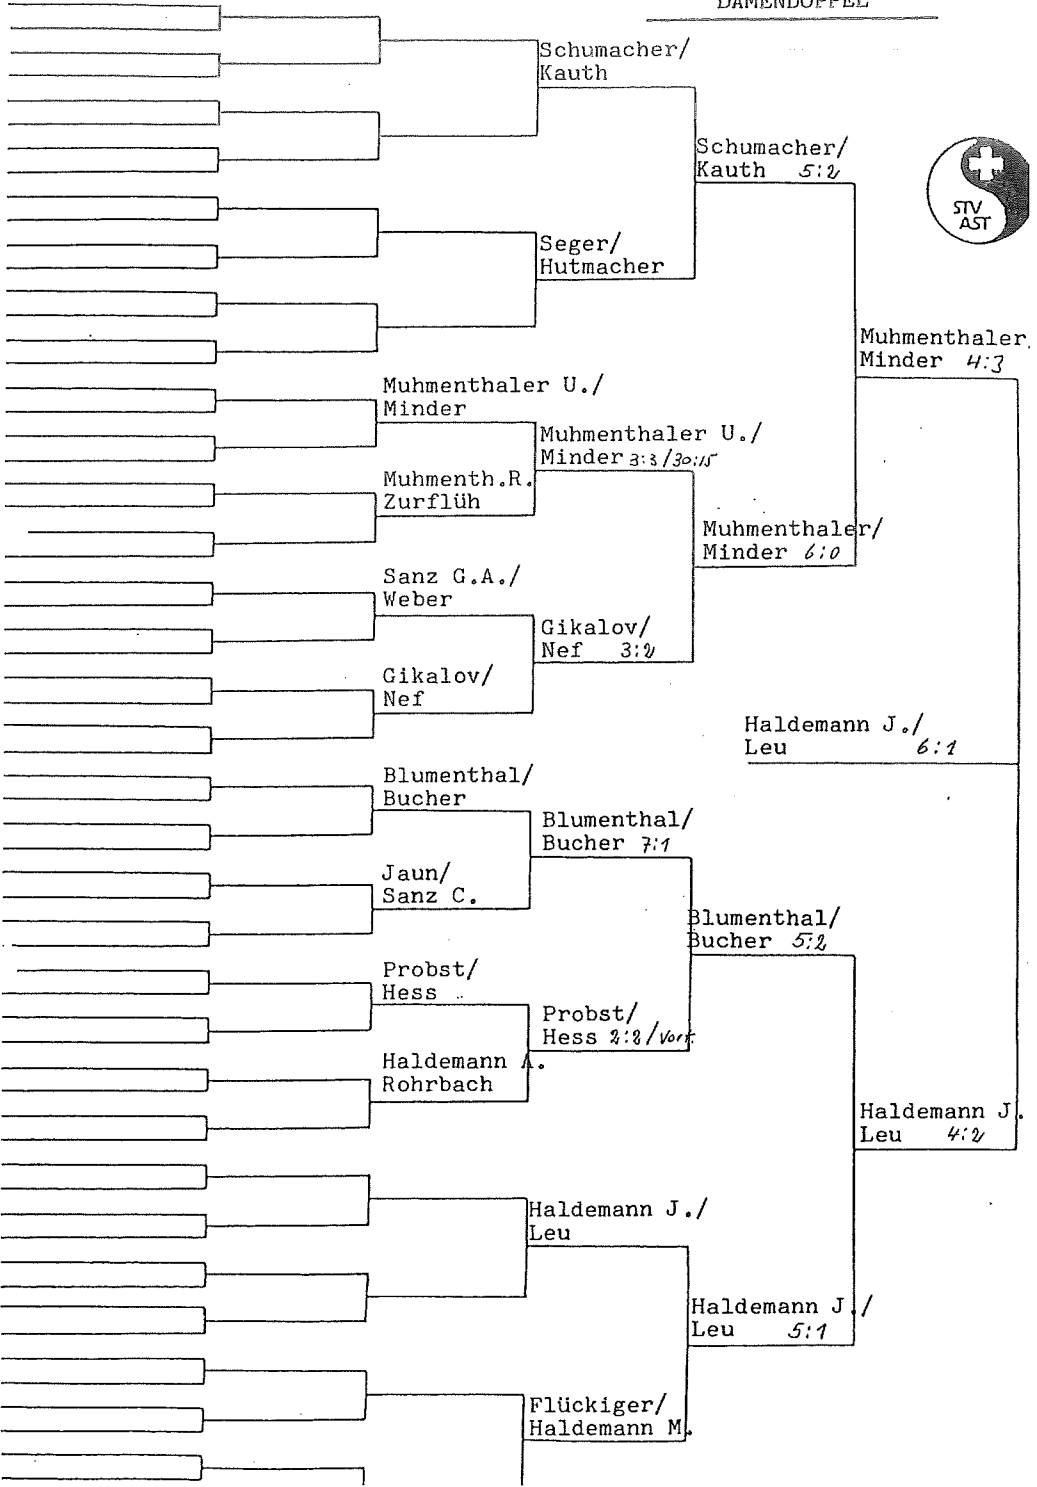 DAMENDOPPEL
Schumacher/
Kauth
Schumacher/
Kauth 5:2
STV
AST
Seger/
Hutmacher
Muhmenthaler
Minder 4:3
Muhmenthaler U./
Minder
Muhmenthaler U./
Minder 3:3/30:15
Muhmenth.R.
Zurflüh
Muhmenthaler/
Minder 6:0
Sanz G.A./
Weber
Gikalov/
Nef 3:2
Gikalov/
Nef
Haldemann J./
Leu 6:1
Blumenthal/
Bucher
Blumenthal/
Bucher 7:1
Jaun/
Sanz C.
Blumenthal/
Bucher 5:2
Probst/
Hess
Probst/
Hess 2:2/Vort.
Haldemann A.
Rohrbach
Haldemann J.
Leu 4:2
Haldemann J./
Leu
Haldemann J./
Leu 5:1
Flückiger/
Haldemann M.